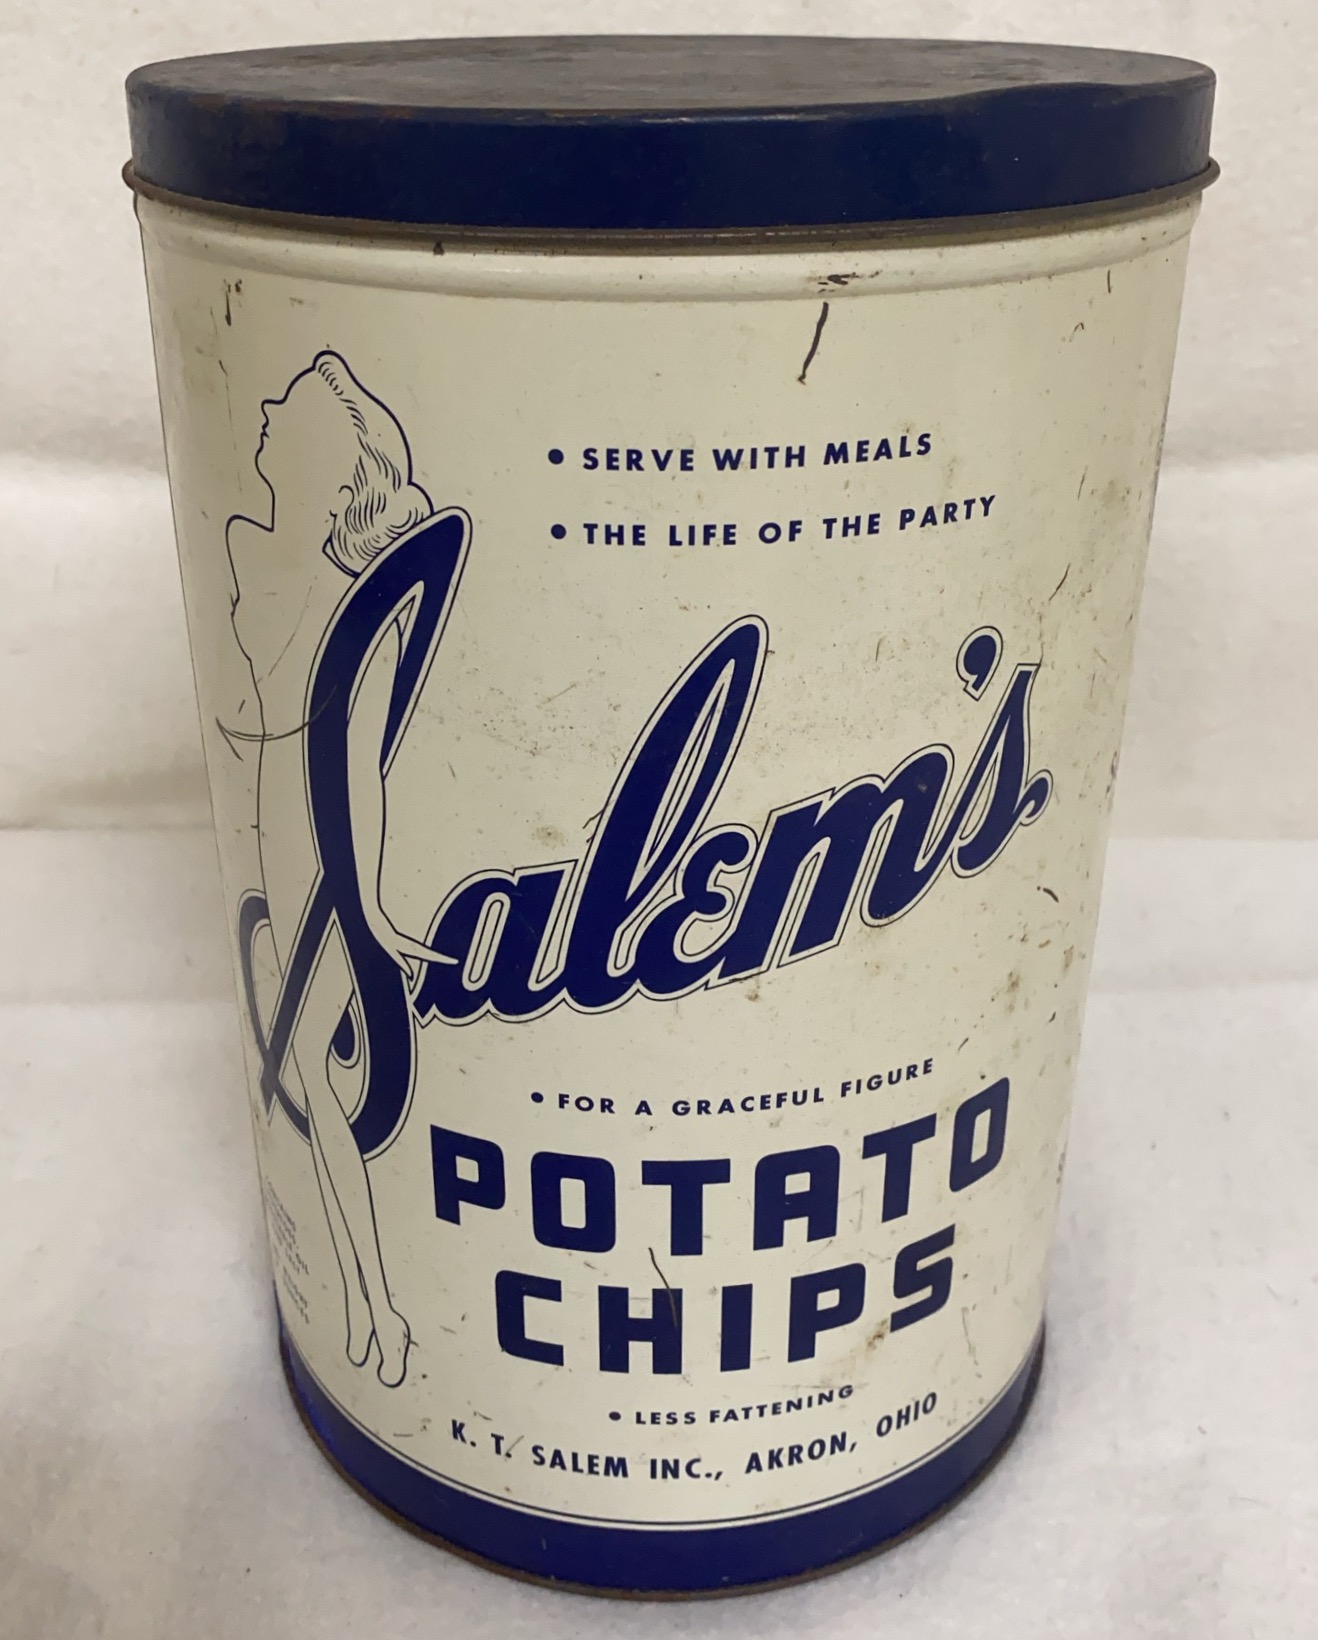 • SERVE WITH MEALS
• THE LIFE OF THE PARTY
Salem's
• FOR A GRACEFUL FIGURE
POTATO
CHIPS
• LESS FATTENING
K. T. SALEM INC., AKRON, OHIO